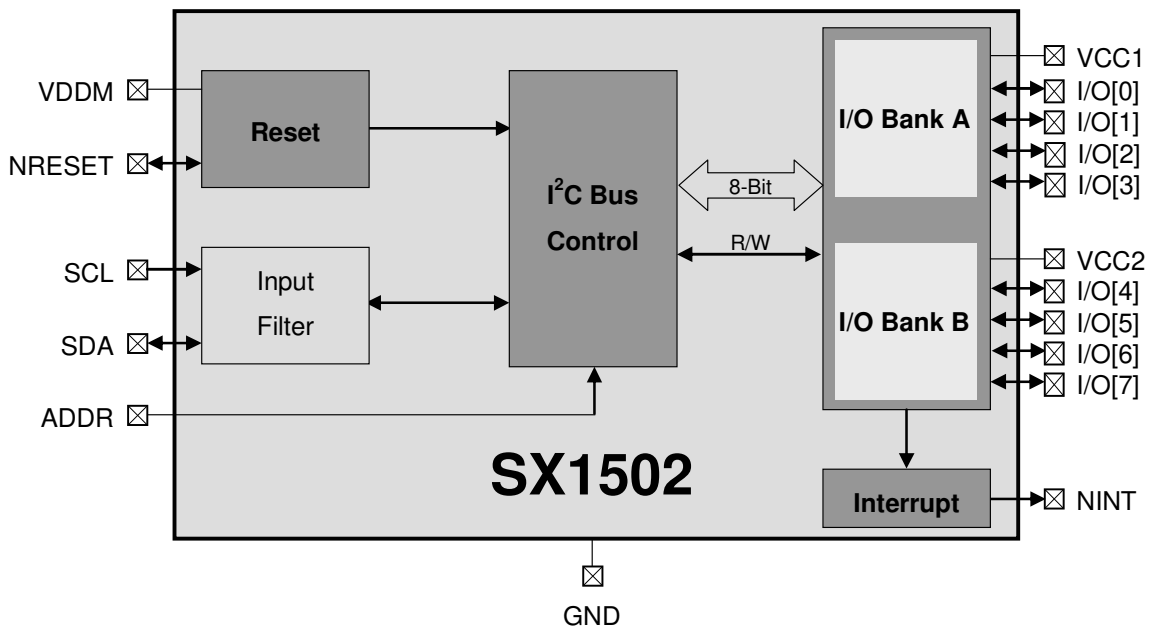 VDDM
NRESET
SCL
SDA
ADDR
Reset
Input
Filter
I²C Bus
Control
8-Bit
R/W
I/O Bank A
I/O Bank B
Interrupt
VCC1
I/O[0]
I/O[1]
I/O[2]
I/O[3]
VCC2
I/O[4]
I/O[5]
I/O[6]
I/O[7]
NINT
SX1502
GND